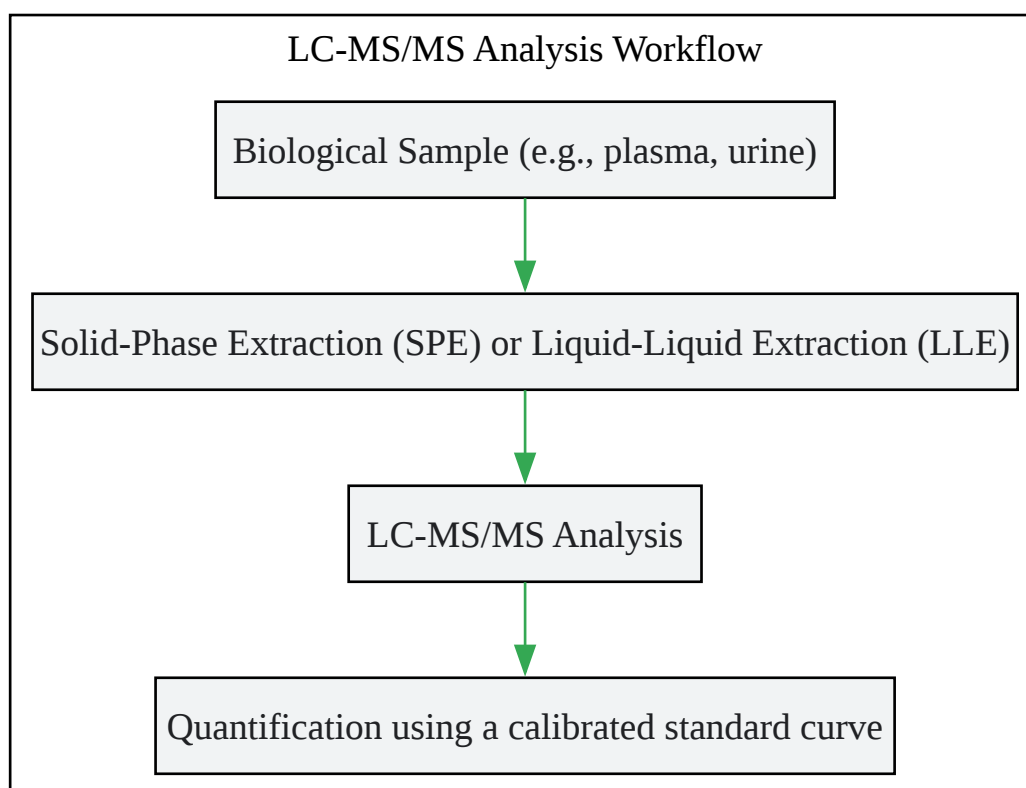 LC-MS/MS Analysis Workflow
Biological Sample (e.g., plasma, urine)
Solid-Phase Extraction (SPE) or Liquid-Liquid Extraction (LLE)
LC-MS/MS Analysis
Quantification using a calibrated standard curve